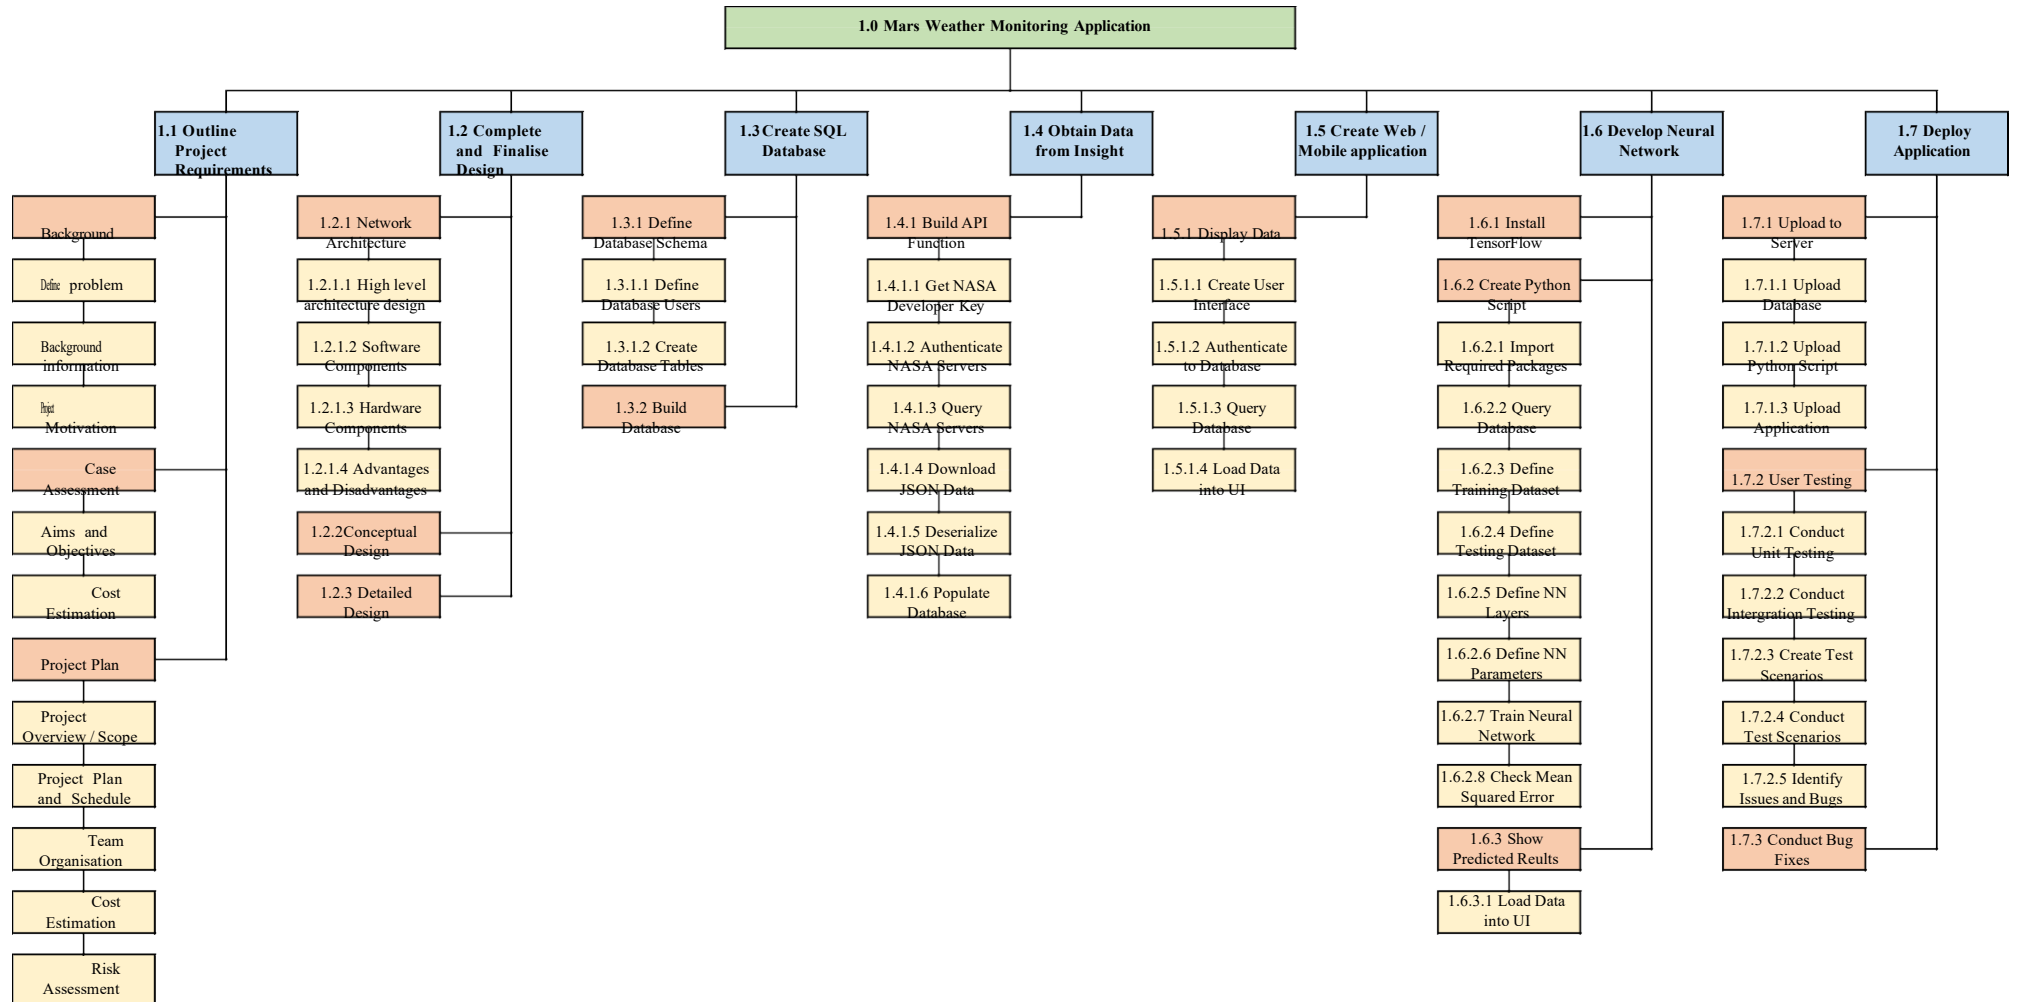 1.0 Mars Weather Monitoring Application
1.1 Outline
Project
Requirements
Background
Define problem
Background
information
Project
Motivation
Case
Assessment
Aims and
Objectives
Cost
Estimation
Project Plan
Project
Overview / Scope
Project Plan
and Schedule
Team
Organisation
Cost
Estimation
Risk
Assessment
1.2 Complete
and Finalise
Design
1.2.1 Network
Architecture
1.2.1.1 High level
architecture design
1.2.1.2 Software
Components
1.2.1.3 Hardware
Components
1.2.1.4 Advantages
and Disadvantages
1.2.2Conceptual
Design
1.2.3 Detailed
Design
1.3 Create SQL
Database
1.3.1 Define
Database Schema
1.3.1.1 Define
Database Users
1.3.1.2 Create
Database Tables
1.3.2 Build
Database
1.4 Obtain Data
from Insight
1.4.1 Build API
Function
1.4.1.1 Get NASA
Developer Key
1.4.1.2 Authenticate
NASA Servers
1.4.1.3 Query
NASA Servers
1.4.1.4 Download
JSON Data
1.4.1.5 Deserialize
JSON Data
1.4.1.6 Populate
Database
1.5 Create Web /
Mobile application
1.5.1 Display Data
1.5.1.1 Create User
Interface
1.5.1.2 Authenticate
to Database
1.5.1.3 Query
Database
1.5.1.4 Load Data
into UI
1.6 Develop Neural
Network
1.6.1 Install
TensorFlow
1.6.2 Create Python
Script
1.6.2.1 Import
Required Packages
1.6.2.2 Query
Database
1.6.2.3 Define
Training Dataset
1.6.2.4 Define
Testing Dataset
1.6.2.5 Define NN
Layers
1.6.2.6 Define NN
Parameters
1.6.2.7 Train Neural
Network
1.6.2.8 Check Mean
Squared Error
1.6.3 Show
Predicted Reults
1.6.3.1 Load Data
into UI
1.7 Deploy
Application
1.7.1 Upload to
Server
1.7.1.1 Upload
Database
1.7.1.2 Upload
Python Script
1.7.1.3 Upload
Application
1.7.2 User Testing
1.7.2.1 Conduct
Unit Testing
1.7.2.2 Conduct
Intergration Testing
1.7.2.3 Create Test
Scenarios
1.7.2.4 Conduct
Test Scenarios
1.7.2.5 Identify
Issues and Bugs
1.7.3 Conduct Bug
Fixes